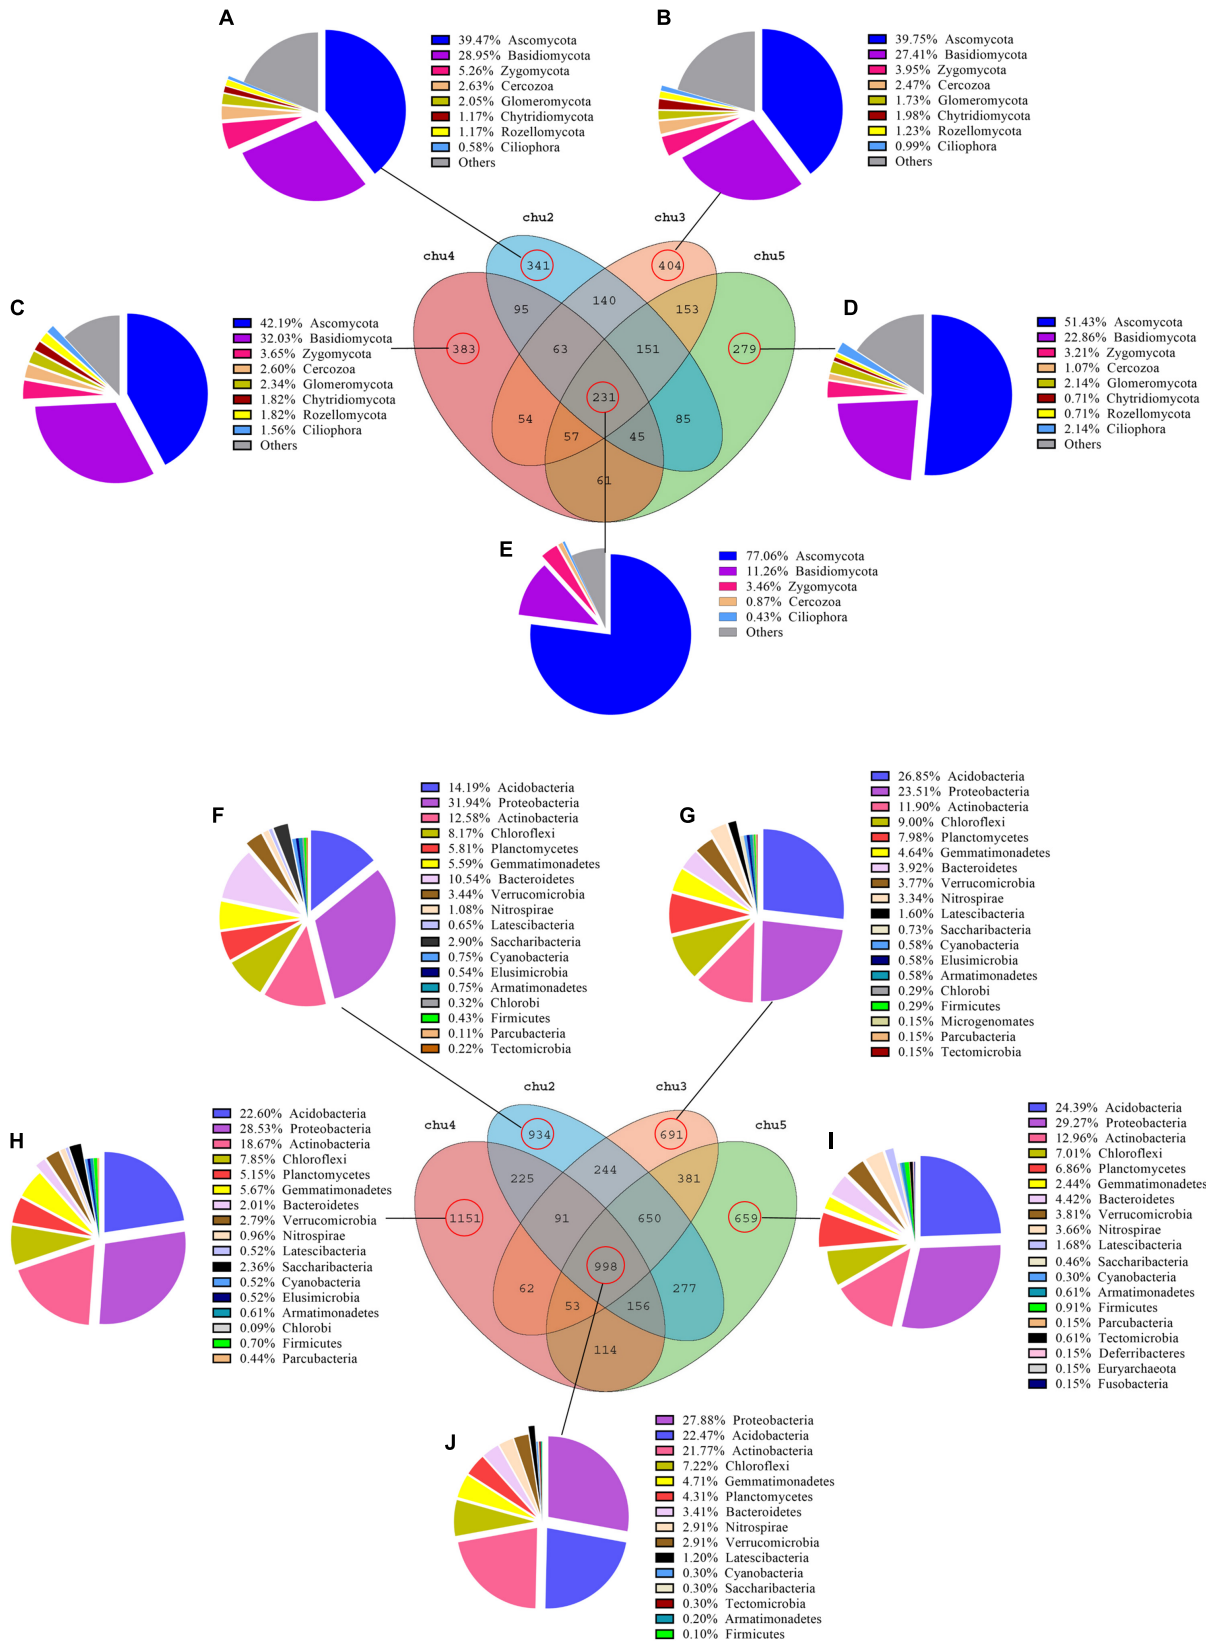 A
39.47% Ascomycota
28.95% Basidiomycota
5.26% Zygomycota
2.63% Cercozoa
2.05% Glomeromycota
1.17% Chytridiomycota
1.17% Rozellomycota
0.58% Ciliophora
Others
B
39.75% Ascomycota
27.41% Basidiomycota
3.95% Zygomycota
2.47% Cercozoa
1.73% Glomeromycota
1.98% Chytridiomycota
1.23% Rozellomycota
0.99% Ciliophora
Others
C
42.19% Ascomycota
32.03% Basidiomycota
3.65% Zygomycota
2.60% Cercozoa
2.34% Glomeromycota
1.82% Chytridiomycota
1.82% Rozellomycota
1.56% Ciliophora
Others
chu2
chu3
chu4
chu5
341
404
95
140
153
383
63
151
279
231
54
57
45
85
61
D
51.43% Ascomycota
22.86% Basidiomycota
3.21% Zygomycota
1.07% Cercozoa
2.14% Glomeromycota
0.71% Chytridiomycota
0.71% Rozellomycota
2.14% Ciliophora
Others
E
77.06% Ascomycota
11.26% Basidiomycota
3.46% Zygomycota
0.87% Cercozoa
0.43% Ciliophora
Others
F
14.19% Acidobacteria
31.94% Proteobacteria
12.58% Actinobacteria
8.17% Chloroflexi
5.81% Planctomycetes
5.59% Gemmatimonadetes
10.54% Bacteroidetes
3.44% Verrucomicrobia
1.08% Nitrospirae
0.65% Latescibacteria
2.90% Saccharibacteria
0.75% Cyanobacteria
0.54% Elusimicrobia
0.75% Armatimonadetes
0.32% Chlorobi
0.43% Firmicutes
0.11% Parcubacteria
0.22% Tectomicrobia
G
26.85% Acidobacteria
23.51% Proteobacteria
11.90% Actinobacteria
9.00% Chloroflexi
7.98% Planctomycetes
4.64% Gemmatimonadetes
3.92% Bacteroidetes
3.77% Verrucomicrobia
3.34% Nitrospirae
1.60% Latescibacteria
0.73% Saccharibacteria
0.58% Cyanobacteria
0.58% Elusimicrobia
0.58% Armatimonadetes
0.29% Chlorobi
0.29% Firmicutes
0.15% Microgenomates
0.15% Parcubacteria
0.15% Tectomicrobia
H
22.60% Acidobacteria
28.53% Proteobacteria
18.67% Actinobacteria
7.85% Chloroflexi
5.15% Planctomycetes
5.67% Gemmatimonadetes
2.01% Bacteroidetes
2.79% Verrucomicrobia
0.96% Nitrospirae
0.52% Latescibacteria
2.36% Saccharibacteria
0.52% Cyanobacteria
0.52% Elusimicrobia
0.61% Armatimonadetes
0.09% Chlorobi
0.70% Firmicutes
0.44% Parcubacteria
chu2
chu3
chu4
chu5
934
691
225
244
381
1151
91
650
659
998
62
53
156
277
114
I
24.39% Acidobacteria
29.27% Proteobacteria
12.96% Actinobacteria
7.01% Chloroflexi
6.86% Planctomycetes
2.44% Gemmatimonadetes
4.42% Bacteroidetes
3.81% Verrucomicrobia
3.66% Nitrospirae
1.68% Latescibacteria
0.46% Saccharibacteria
0.30% Cyanobacteria
0.61% Armatimonadetes
0.91% Firmicutes
0.15% Parcubacteria
0.61% Tectomicrobia
0.15% Deferribacteres
0.15% Euryarchaeota
0.15% Fusobacteria
J
27.88% Proteobacteria
22.47% Acidobacteria
21.77% Actinobacteria
7.22% Chloroflexi
4.71% Gemmatimonadetes
4.31% Planctomycetes
3.41% Bacteroidetes
2.91% Nitrospirae
2.91% Verrucomicrobia
1.20% Latescibacteria
0.30% Cyanobacteria
0.30% Saccharibacteria
0.30% Tectomicrobia
0.20% Armatimonadetes
0.10% Firmicutes